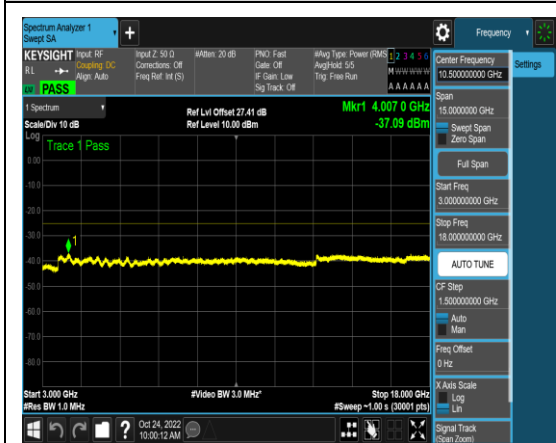 Spectrum Analyzer 1
Swept SA
Frequency
KEYSIGHT
RL
Input: RF
Coupling: DC
Align: Auto
PASS
Input Z: 50 Ω
Corrections: Off
Freq Ref: Int (S)
#Atten: 20 dB
PNO: Fast
Gate: Off
IF Gain: Low
Sig Track: Off
#Avg Type: Power (RMS
Avg|Hold: 5/5
Trig: Free Run
1 2 3 4 5 6
M W W W W W
A A A A A A
1 Spectrum
Scale/Div 10 dB
Ref Lvl Offset 27.41 dB
Ref Level 10.00 dBm
Mkr1 4.007 0 GHz
-37.09 dBm
Log
Trace 1 Pass
1
0.00
-10.0
-20.0
-30.0
-40.0
-50.0
-60.0
-70.0
-80.0
Start 3.000 GHz
#Res BW 1.0 MHz
#Video BW 3.0 MHz*
Stop 18.000 GHz
#Sweep ~1.00 s (30001 pts)
Oct 24, 2022
10:00:12 AM
Center Frequency
10.500000000 GHz
Settings
Span
15.0000000 GHz
Swept Span
Zero Span
Full Span
Start Freq
3.000000000 GHz
Stop Freq
18.000000000 GHz
AUTO TUNE
CF Step
1.500000000 GHz
Auto
Man
Freq Offset
0 Hz
X Axis Scale
Log
Lin
Signal Track
(Span Zoom)